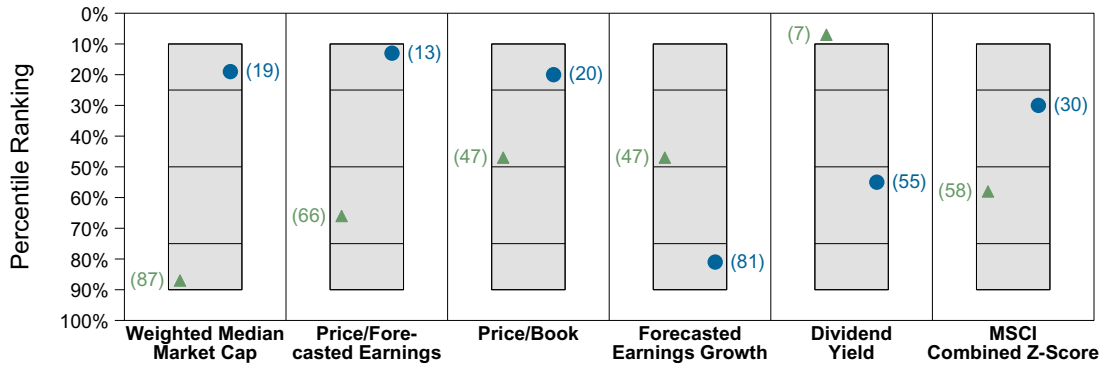 Percentile Ranking
0%
10%
20%
30%
40%
50%
60%
70%
80%
90%
100%
(19)
(87)
(13)
(66)
(20)
(47)
(47)
(81)
(7)
(55)
(30)
(58)
Weighted Median
Market Cap
Price/Fore-
casted Earnings
Price/Book
Forecasted
Earnings Growth
Dividend
Yield
MSCI
Combined Z-Score